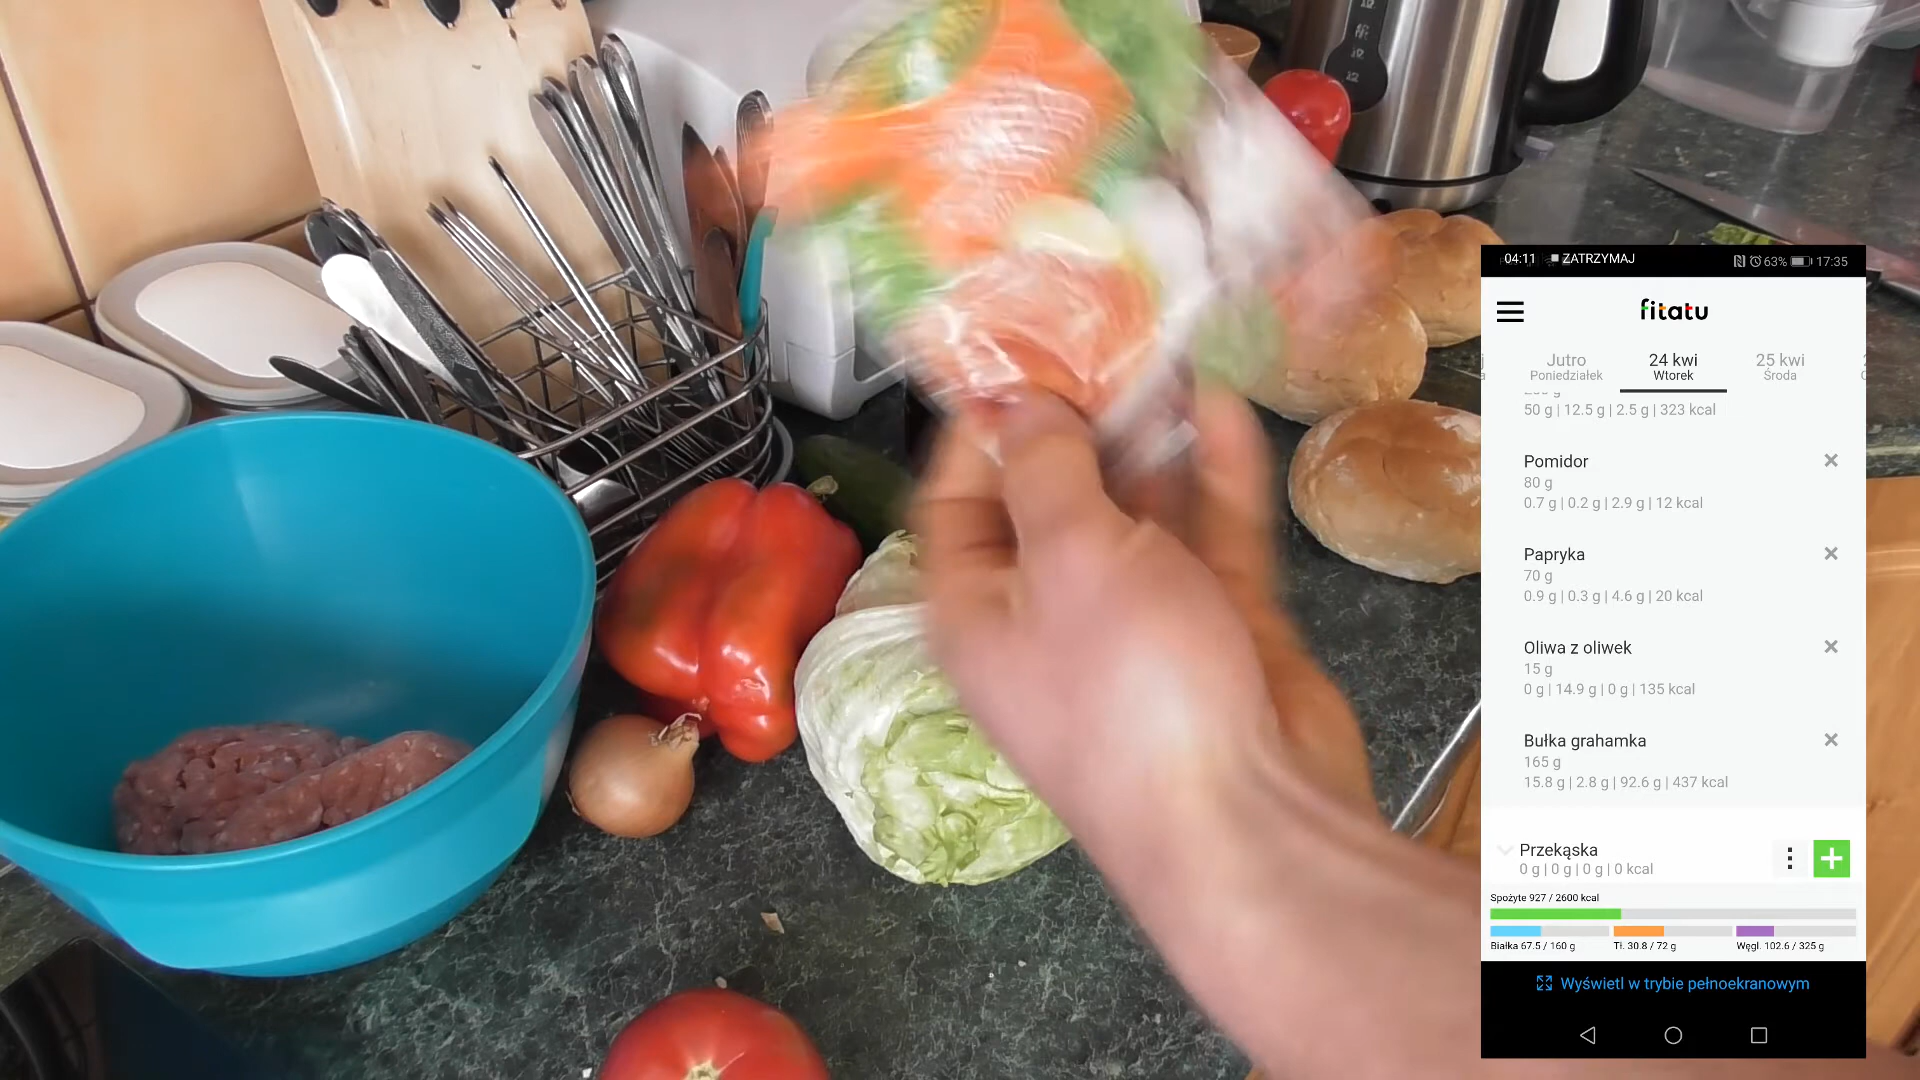 04:11 ZATRZYMAJ 63% 17:35
fitatu
Jutro
Poniedziałek
24 kwi
Wtorek
25 kwi
Środa
50 g | 12.5 g | 2.5 g | 323 kcal
Pomidor
80 g
0.7 g | 0.2 g | 2.9 g | 12 kcal
Papryka
70 g
0.9 g | 0.3 g | 4.6 g | 20 kcal
Oliwa z oliwek
15 g
0 g | 14.9 g | 0 g | 135 kcal
Bułka grahamka
165 g
15.8 g | 2.8 g | 92.6 g | 437 kcal
Przekąska
0 g | 0 g | 0 g | 0 kcal
Spożyte 927 / 2600 kcal
Białka 67.5 / 160 g
Tł. 30.8 / 72 g
Węgl. 102.6 / 325 g
Wyświetl w trybie pełnoekranowym